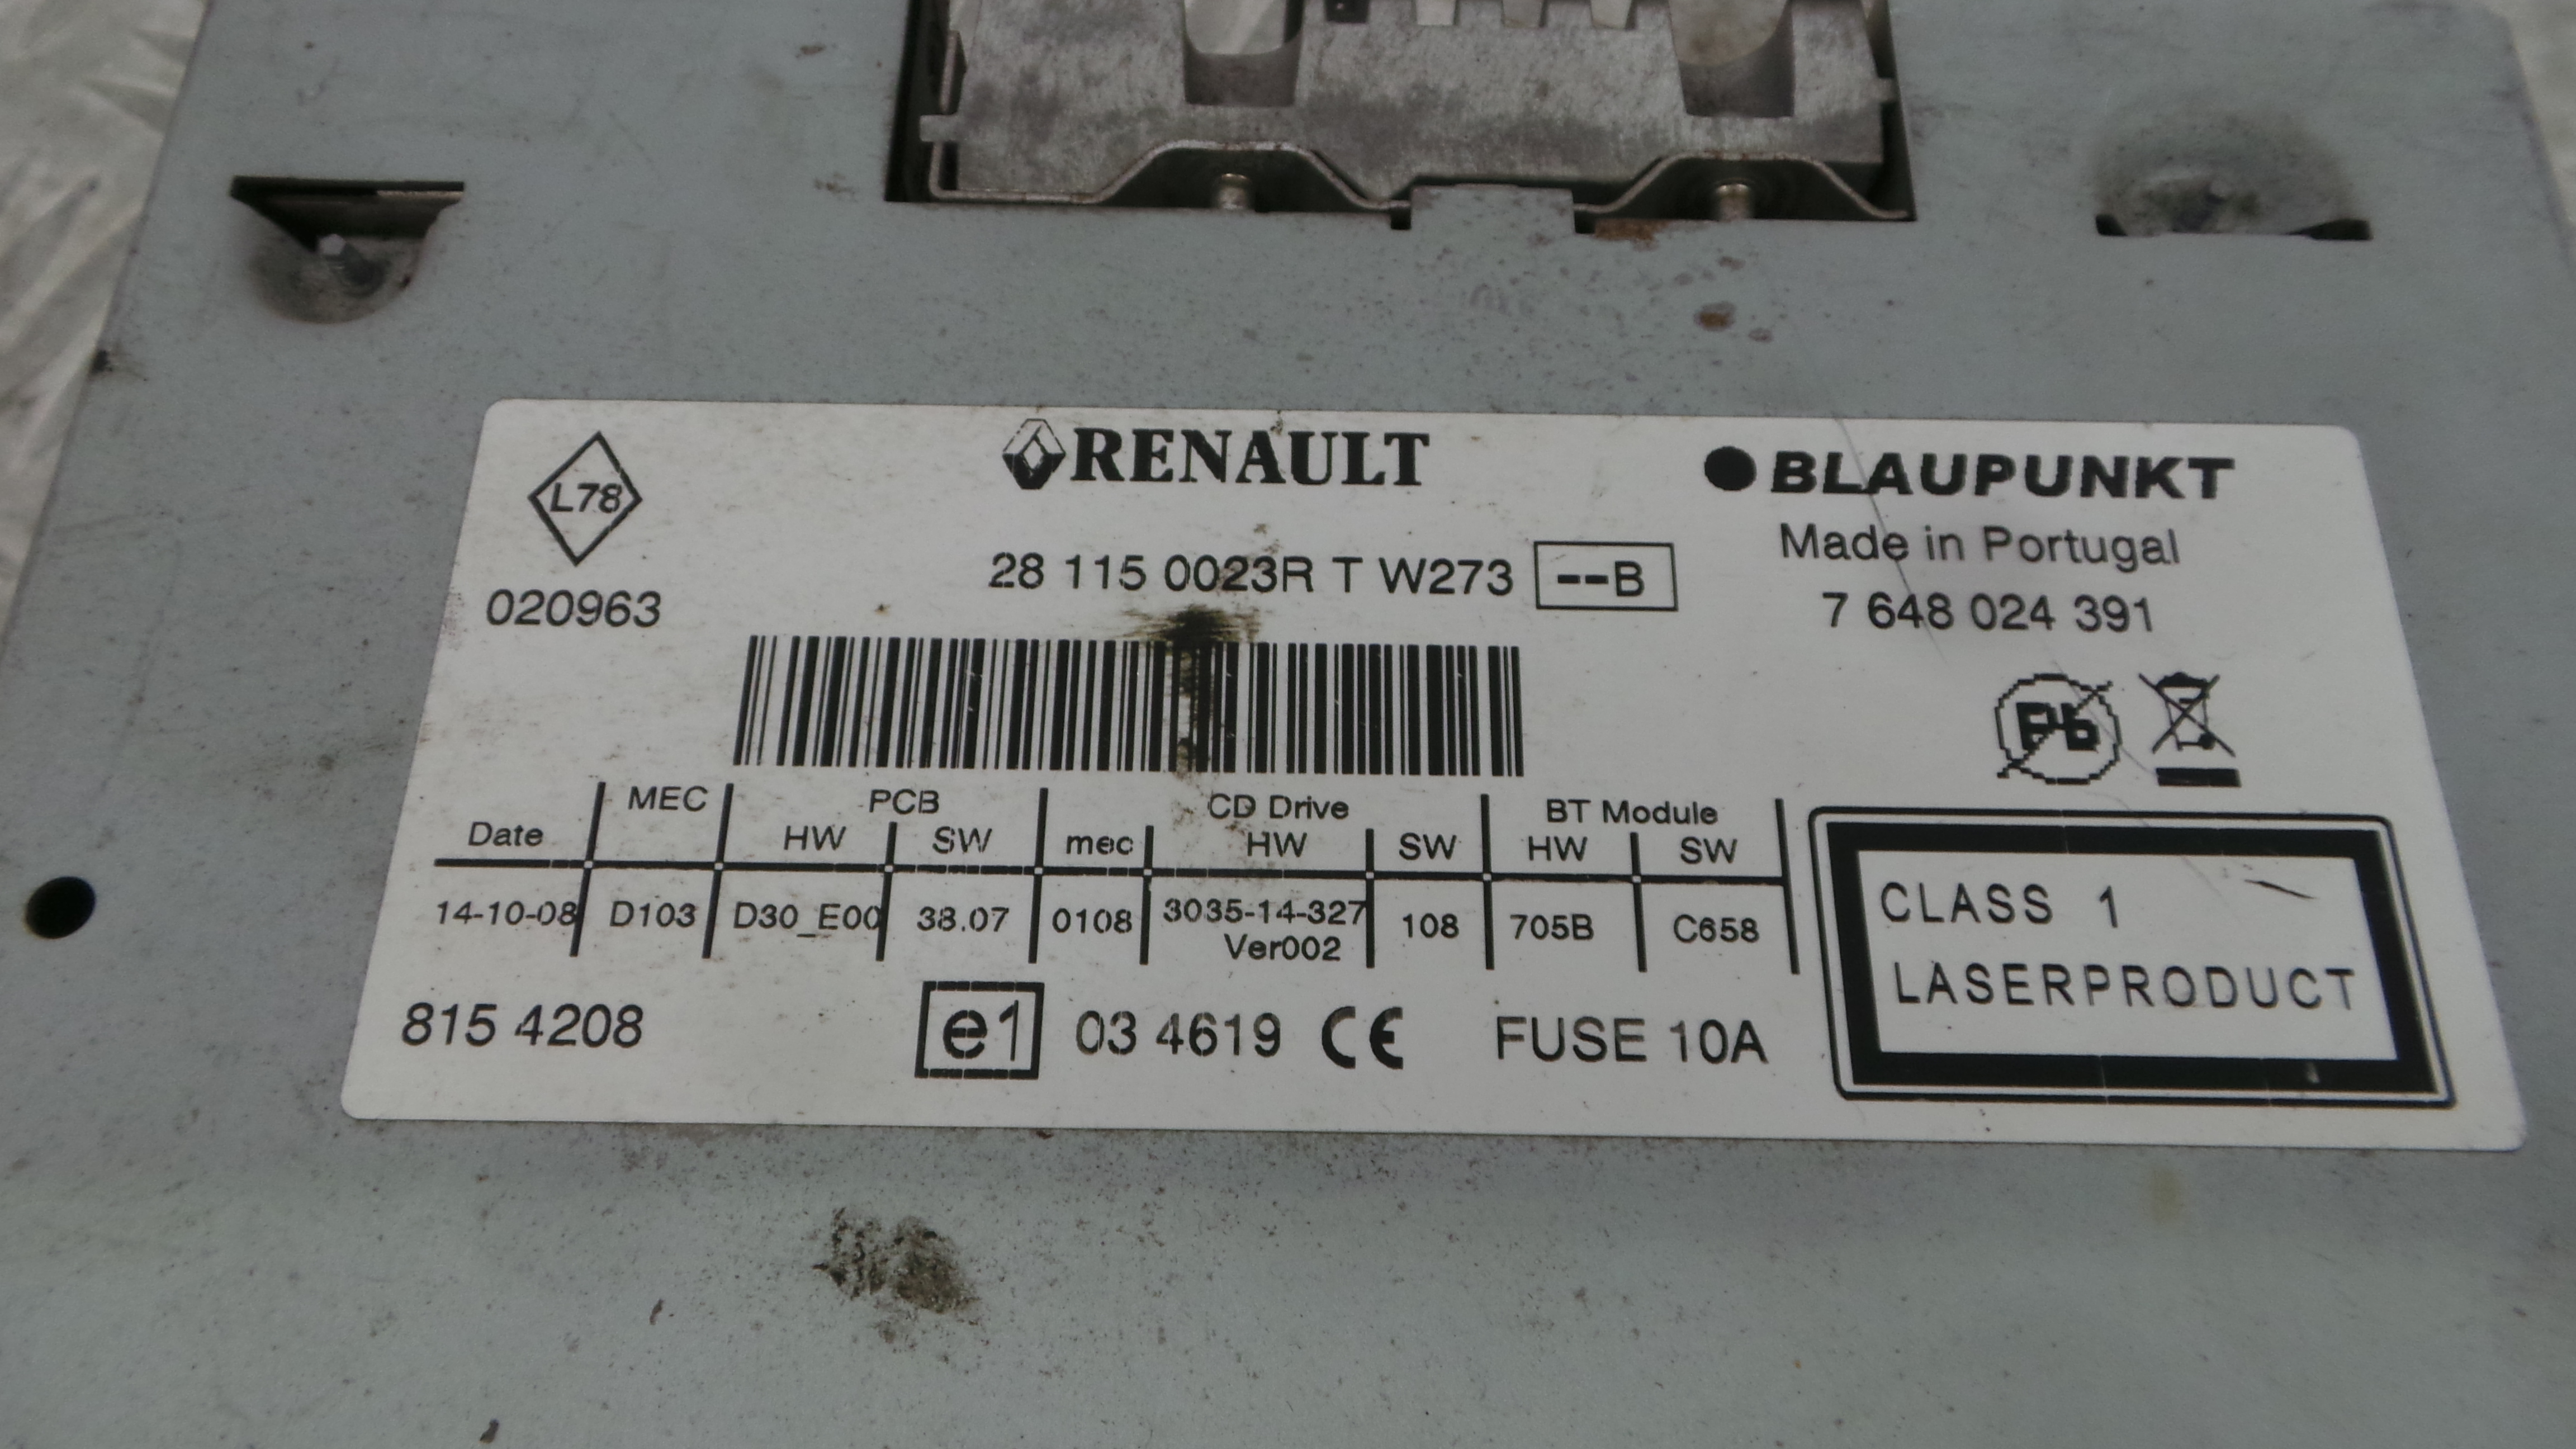 L78
RENAULT
BLAUPUNKT
28 115 0023R T W273 --B
Made in Portugal
020963
7 648 024 391
Pb
MEC PCB CD Drive BT Module
Date HW SW mec HW SW HW SW
14-10-08 D103 D30_E00 38.07 0108 3035-14-327 108 705B C658
Ver002
CLASS 1
LASERPRODUCT
815 4208 e1 03 4619 CE FUSE 10A